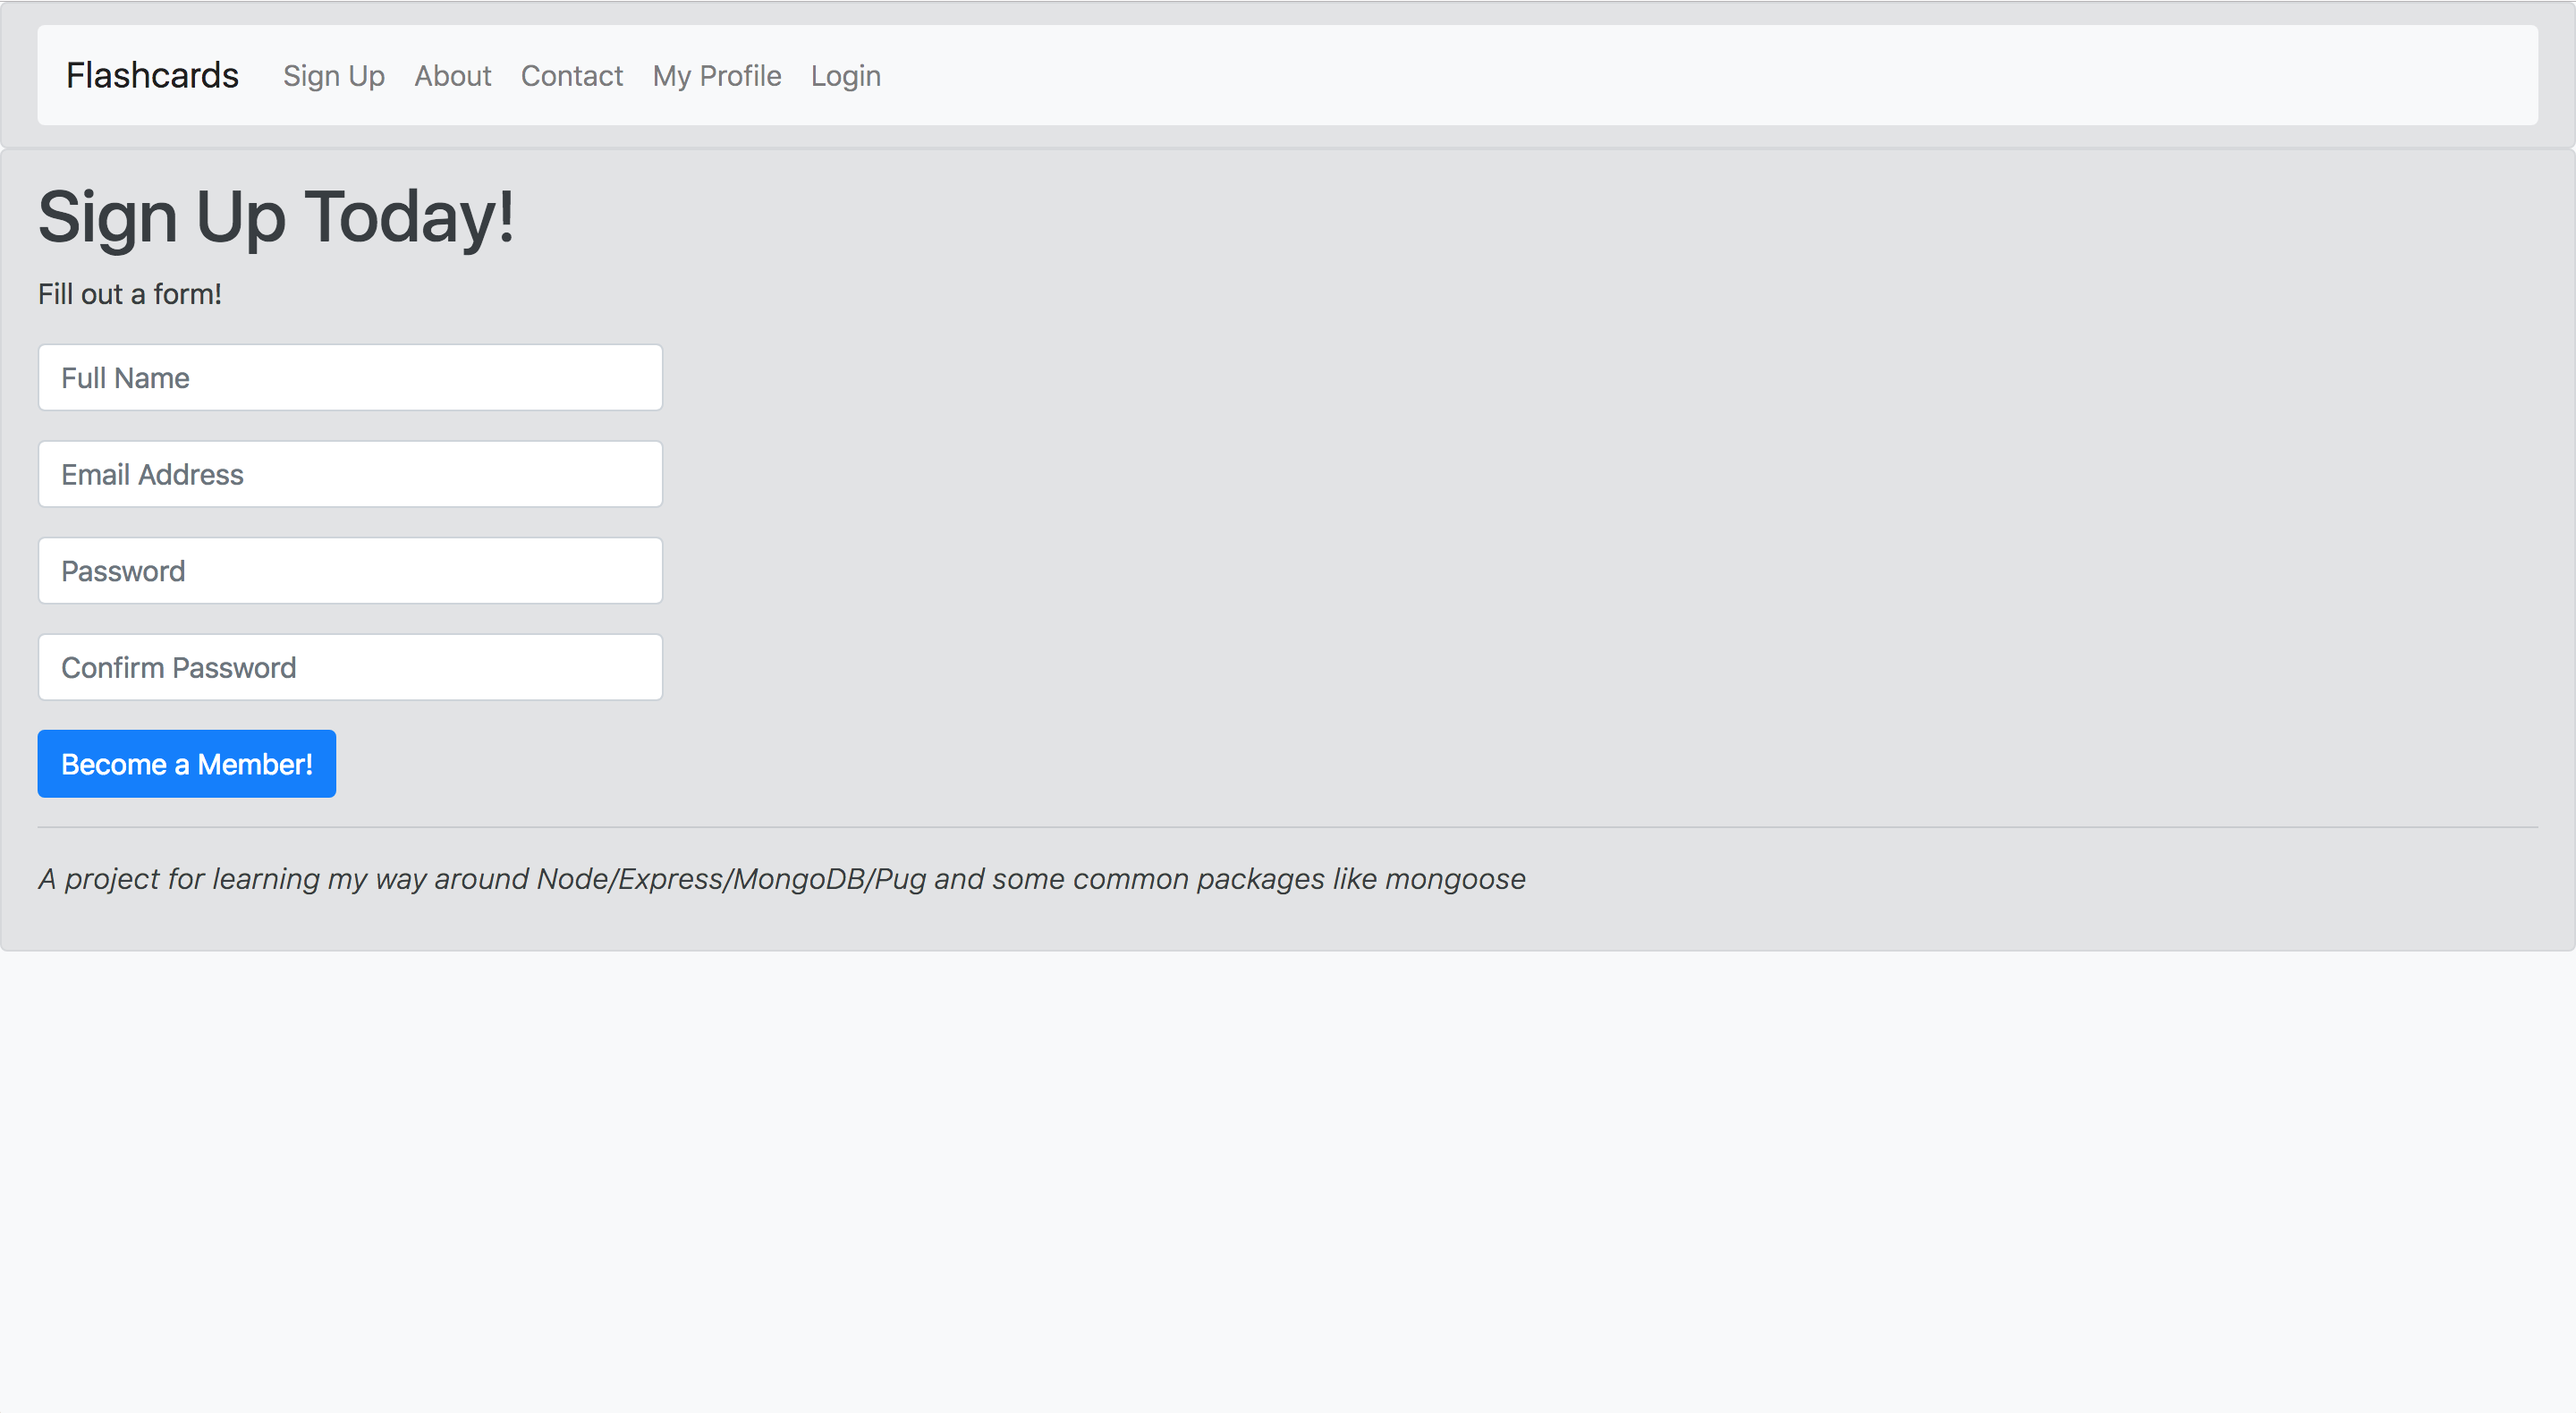 Flashcards Sign Up About Contact My Profile Login
Sign Up Today!
Fill out a form!
Full Name
Email Address
Password
Confirm Password
Become a Member!
A project for learning my way around Node/Express/MongoDB/Pug and some common packages like mongoose